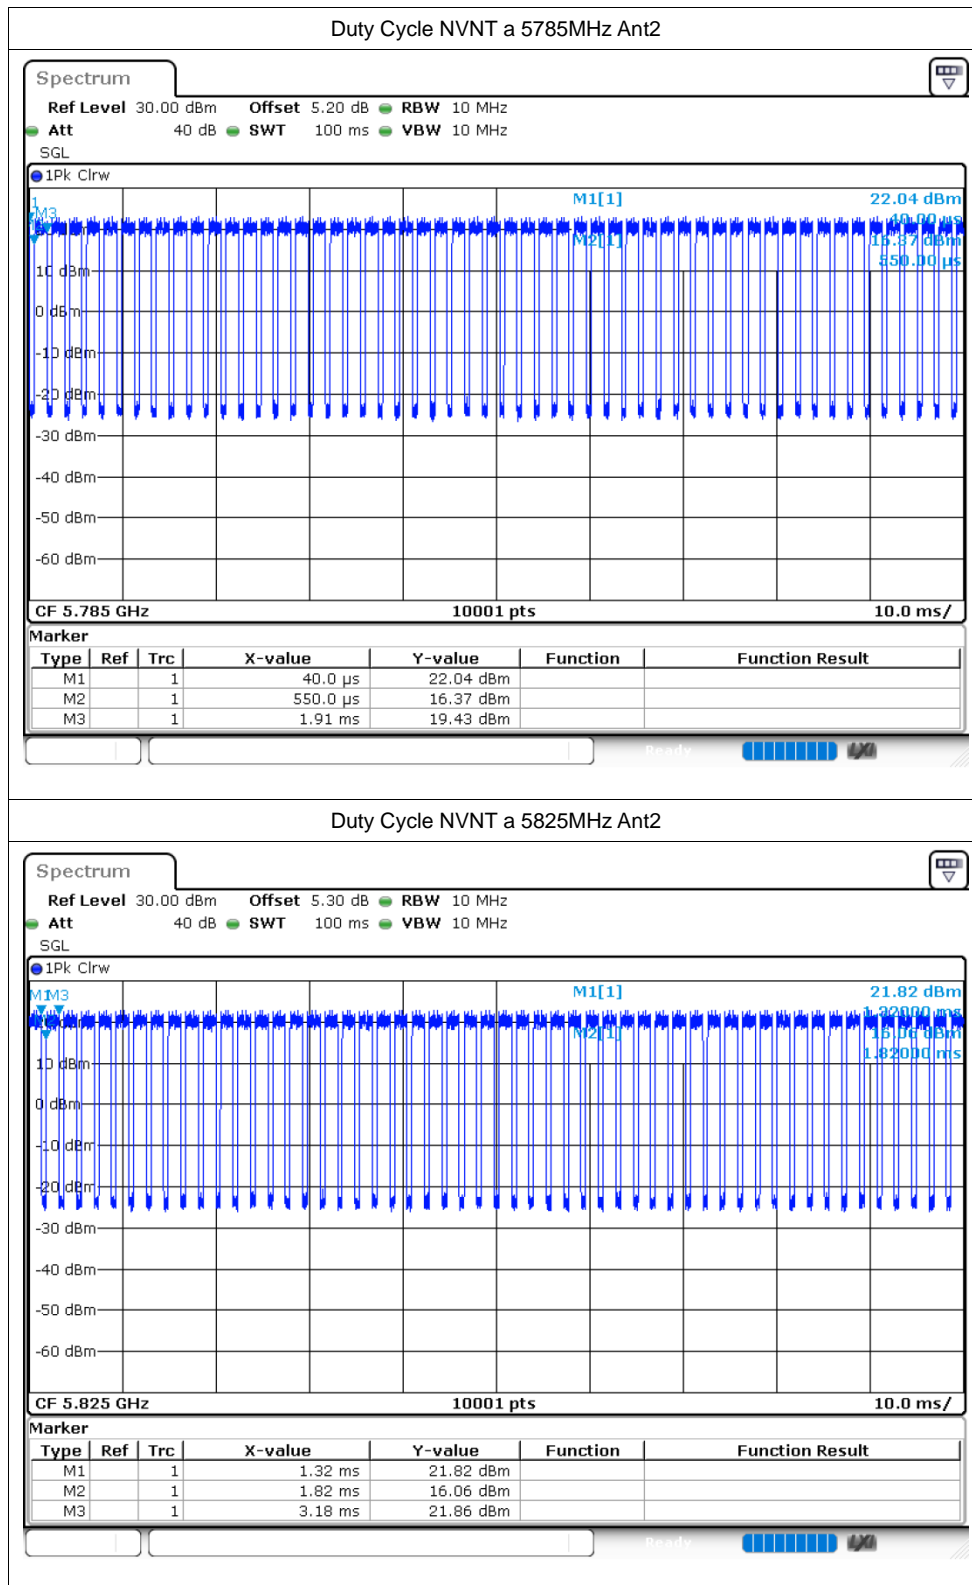 Duty Cycle NVNT a 5785MHz Ant2
Spectrum
Ref Level 30.00 dBm Offset 5.20 dB RBW 10 MHz
Att 40 dB SWT 100 ms VBW 10 MHz
SGL
1Pk Clrw
1 M1[1] 22.04 dBm
M3 40.00 µs
M2[1] 16.37 dBm
10 dBm 550.00 µs
0 dBm
-10 dBm
-20 dBm
-30 dBm
-40 dBm
-50 dBm
-60 dBm
CF 5.785 GHz 10001 pts 10.0 ms/
Marker
Type Ref Trc X-value Y-value Function Function Result
M1 1 40.0 µs 22.04 dBm
M2 1 550.0 µs 16.37 dBm
M3 1 1.91 ms 19.43 dBm
Ready LXI
Duty Cycle NVNT a 5825MHz Ant2
Spectrum
Ref Level 30.00 dBm Offset 5.30 dB RBW 10 MHz
Att 40 dB SWT 100 ms VBW 10 MHz
SGL
1Pk Clrw
M1 M3 M1[1] 21.82 dBm
M2[1] 16.06 dBm
10 dBm 1.82000 ms
0 dBm
-10 dBm
-20 dBm
-30 dBm
-40 dBm
-50 dBm
-60 dBm
CF 5.825 GHz 10001 pts 10.0 ms/
Marker
Type Ref Trc X-value Y-value Function Function Result
M1 1 1.32 ms 21.82 dBm
M2 1 1.82 ms 16.06 dBm
M3 1 3.18 ms 21.86 dBm
Ready LXI